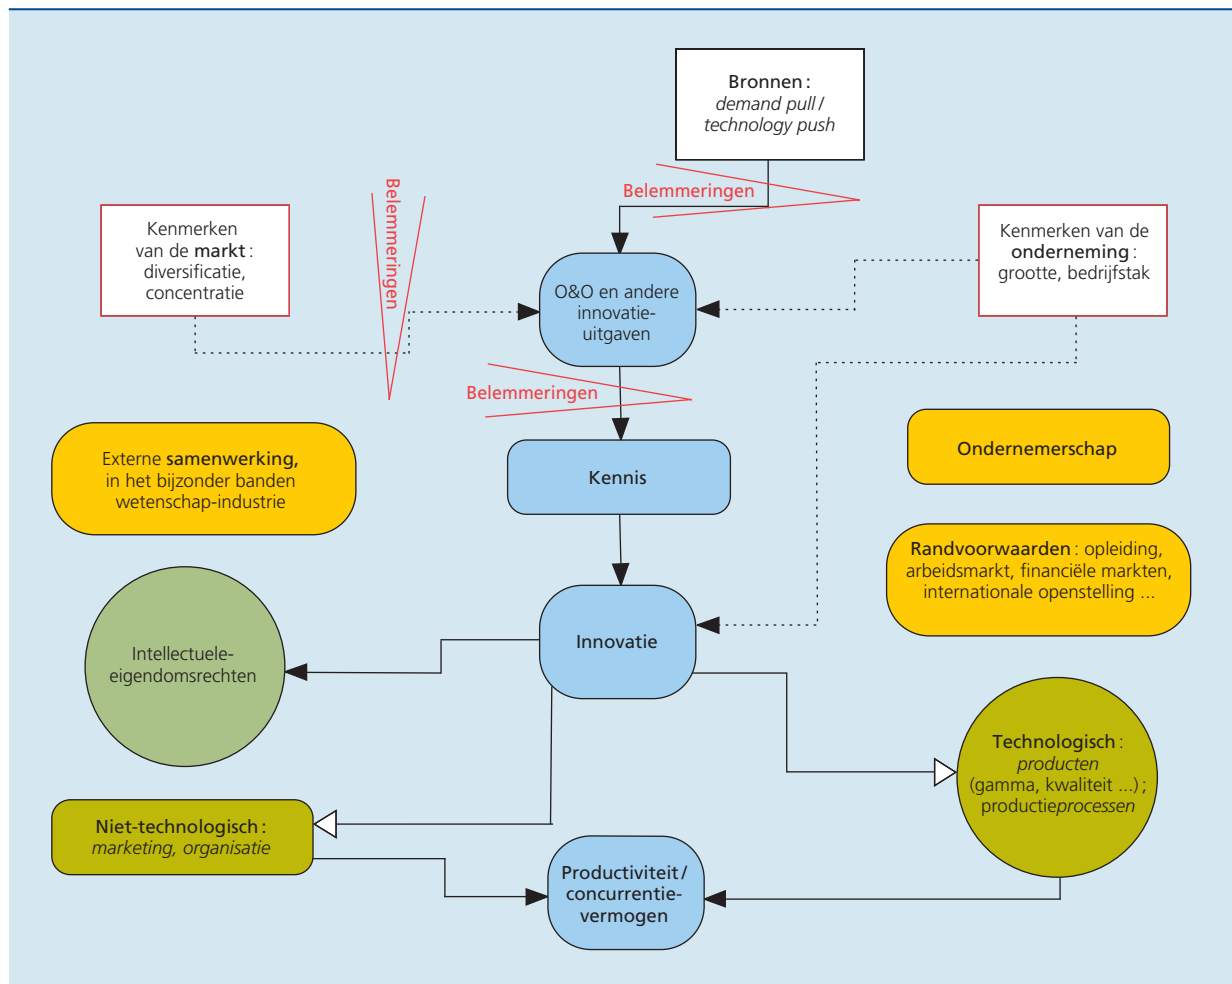 Bronnen :
demand pull /
technology push
Belemmeringen
Belemmeringen
Kenmerken
van de markt :
diversificatie,
concentratie
Kenmerken van de
onderneming :
grootte, bedrijfstak
O&O en andere
innovatie-
uitgaven
Belemmeringen
Externe samenwerking,
in het bijzonder banden
wetenschap-industrie
Kennis
Ondernemerschap
Randvoorwaarden : opleiding,
arbeidsmarkt, financiële markten,
internationale openstelling ...
Intellectuele-
eigendomsrechten
Innovatie
Technologisch :
producten
(gamma, kwaliteit ...) ;
productieprocessen
Niet-technologisch :
marketing, organisatie
Productiviteit /
concurrentie-
vermogen